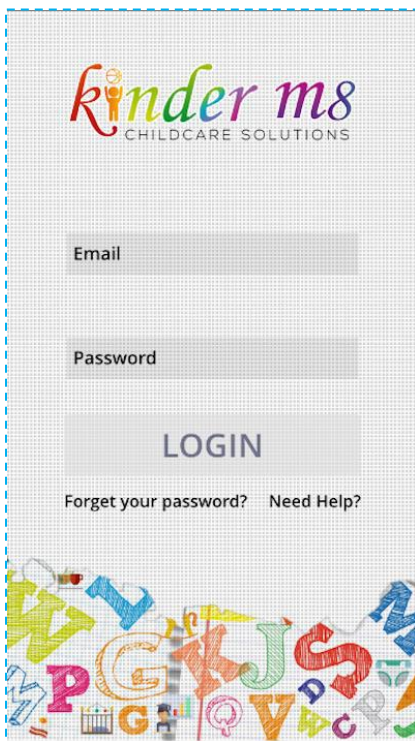 kinder m8
CHILDCARE SOLUTIONS
Email
Password
LOGIN
Forget your password? Need Help?
W L K A
W P G K J S
M P G Q V D W C P